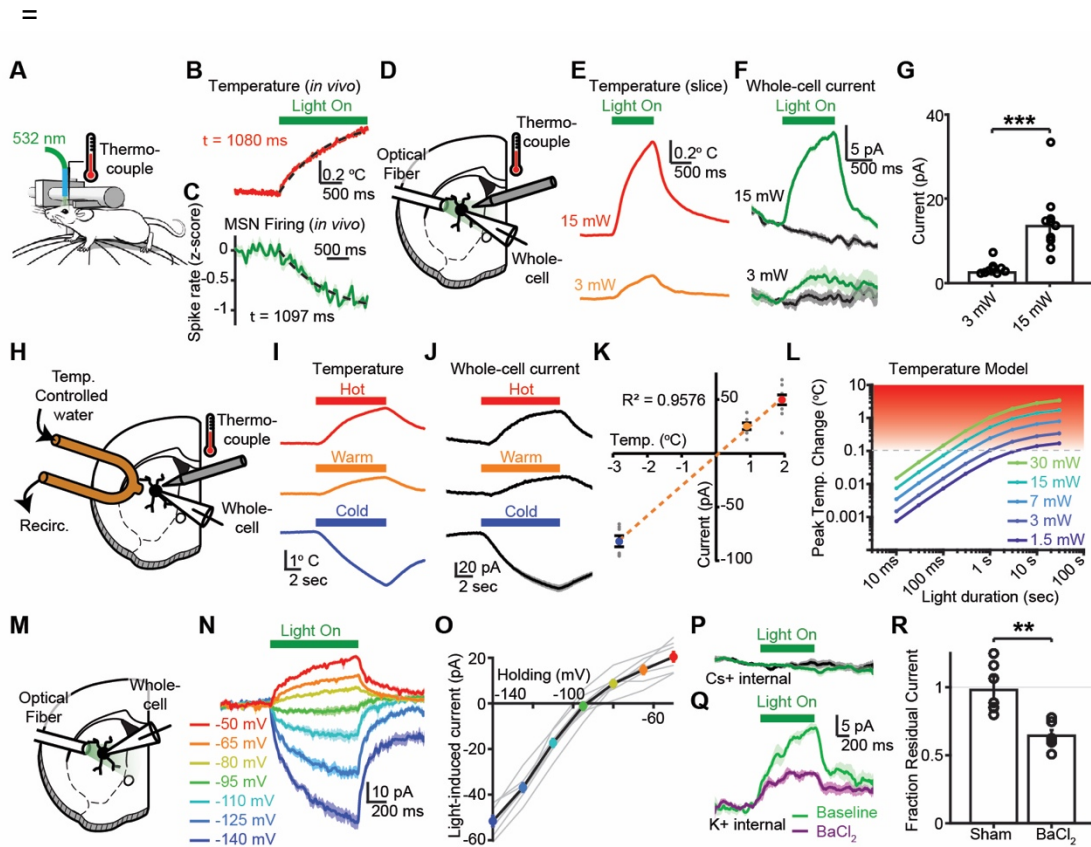 =
A
532 nm
Thermo-
couple
B
Temperature (in vivo)
Light On
t = 1080 ms
0.2 ºC
500 ms
C
MSN Firing (in vivo)
500 ms
Spike rate (z-score)
0
-0.5
-1
t = 1097 ms
D
Optical
Fiber
Thermo-
couple
Whole-
cell
E
Temperature (slice)
Light On
0.2º C
500 ms
15 mW
3 mW
F
Whole-cell current
Light On
5 pA
500 ms
15 mW
3 mW
G
***
Current (pA)
40
20
0
3 mW
15 mW
H
Temp.
Controlled
water
Recirc.
Thermo-
couple
Whole-
cell
I
Temperature
Hot
Warm
Cold
1º C
2 sec
J
Whole-cell current
Hot
Warm
Cold
20 pA
2 sec
K
R² = 0.9576
Temp. (ºC)
-3
1
2
50
-50
-100
Current (pA)
L
Temperature Model
Peak Temp. Change (ºC)
10
1
0.1
0.01
0.001
30 mW
15 mW
7 mW
3 mW
1.5 mW
10 ms
100 ms
1 s
10 s
100 s
Light duration (sec)
M
Optical
Fiber
Whole-
cell
N
Light On
-50 mV
-65 mV
-80 mV
-95 mV
-110 mV
-125 mV
-140 mV
10 pA
200 ms
O
Light-induced current (pA)
20
0
-20
-40
-60
Holding (mV)
-140
-100
-60
P
Light On
Cs+ internal
Q
Light On
5 pA
200 ms
Baseline
BaCl₂
K+ internal
R
**
Fraction Residual Current
1
0.5
0
Sham
BaCl₂